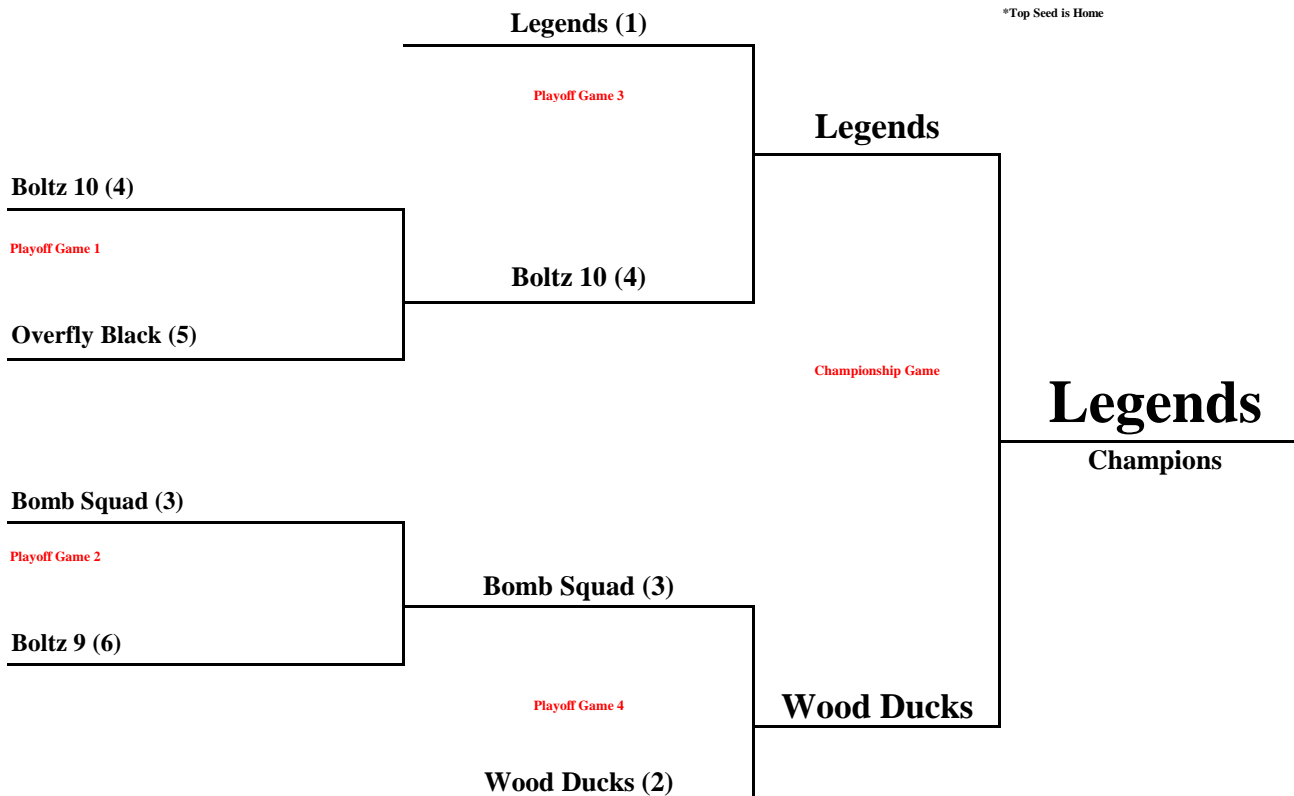 Legends (1)
*Top Seed is Home
Playoff Game 3
Legends
Boltz 10 (4)
Playoff Game 1
Boltz 10 (4)
Overfly Black (5)
Championship Game
Legends
Champions
Bomb Squad (3)
Playoff Game 2
Bomb Squad (3)
Boltz 9 (6)
Playoff Game 4
Wood Ducks
Wood Ducks (2)